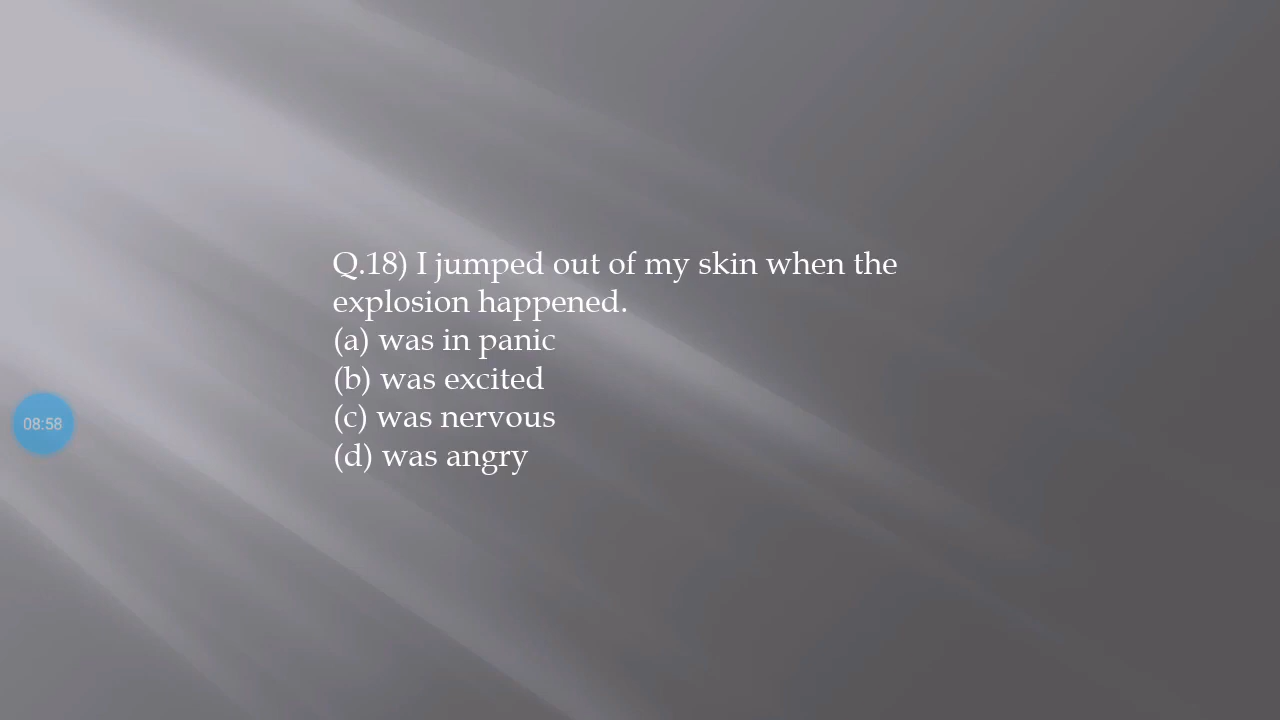 Q.18) I jumped out of my skin when the
explosion happened.
(a) was in panic
(b) was excited
(c) was nervous
(d) was angry
08:58